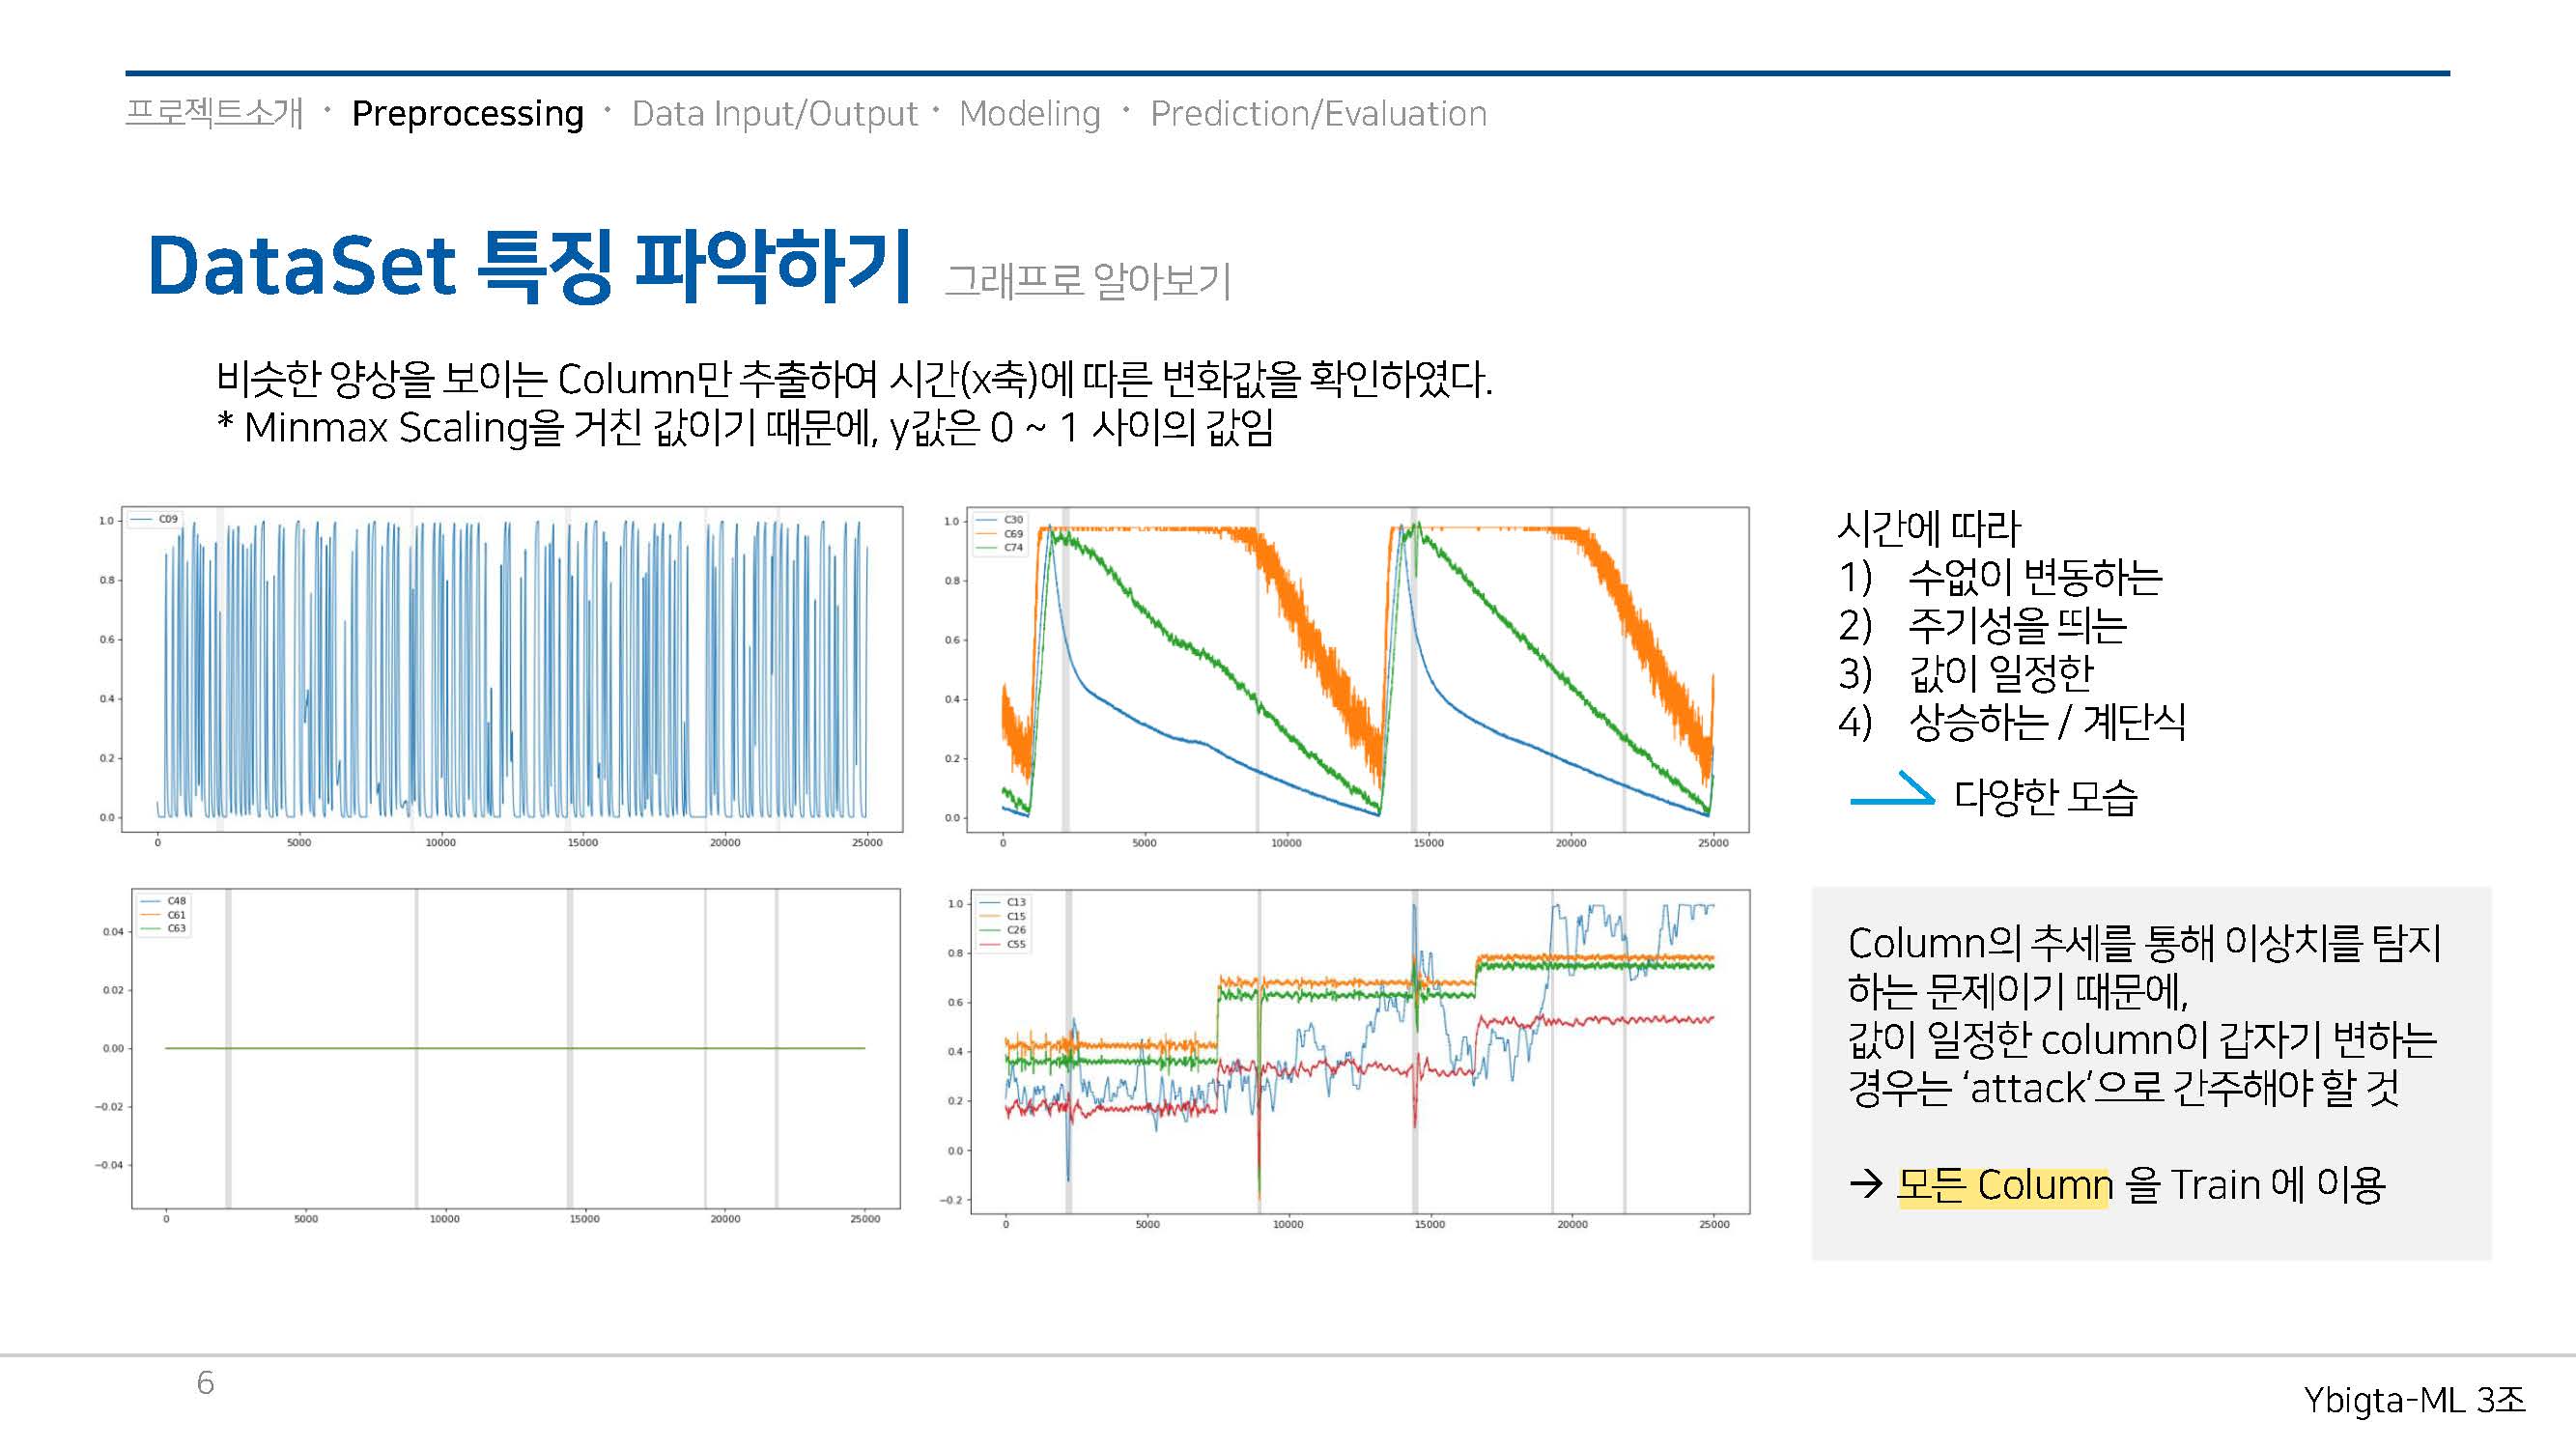 프로젝트소개 · Preprocessing · Data Input/Output · Modeling · Prediction/Evaluation
DataSet 특징 파악하기 그래프로 알아보기
비슷한 양상을 보이는 Column만 추출하여 시간(x축)에 따른 변화값을 확인하였다.
* Minmax Scaling을 거친 값이기 때문에, y값은 0 ~ 1 사이의 값임
C09
1.0
0.8
0.6
0.4
0.2
0.0
0 5000 10000 15000 20000 25000
C30
C69
C74
1.0
0.8
0.6
0.4
0.2
0.0
0 5000 10000 15000 20000 25000
시간에 따라
1) 수없이 변동하는
2) 주기성을 띄는
3) 값이 일정한
4) 상승하는 / 계단식
다양한 모습
C48
C61
C63
0.04
0.02
0.00
−0.02
−0.04
0 5000 10000 15000 20000 25000
C13
C15
C26
C55
1.0
0.8
0.6
0.4
0.2
0.0
−0.2
0 5000 10000 15000 20000 25000
Column의 추세를 통해 이상치를 탐지
하는 문제이기 때문에,
값이 일정한 column이 갑자기 변하는
경우는 ‘attack’으로 간주해야 할 것
→ 모든 Column 을 Train 에 이용
6
Ybigta-ML 3조